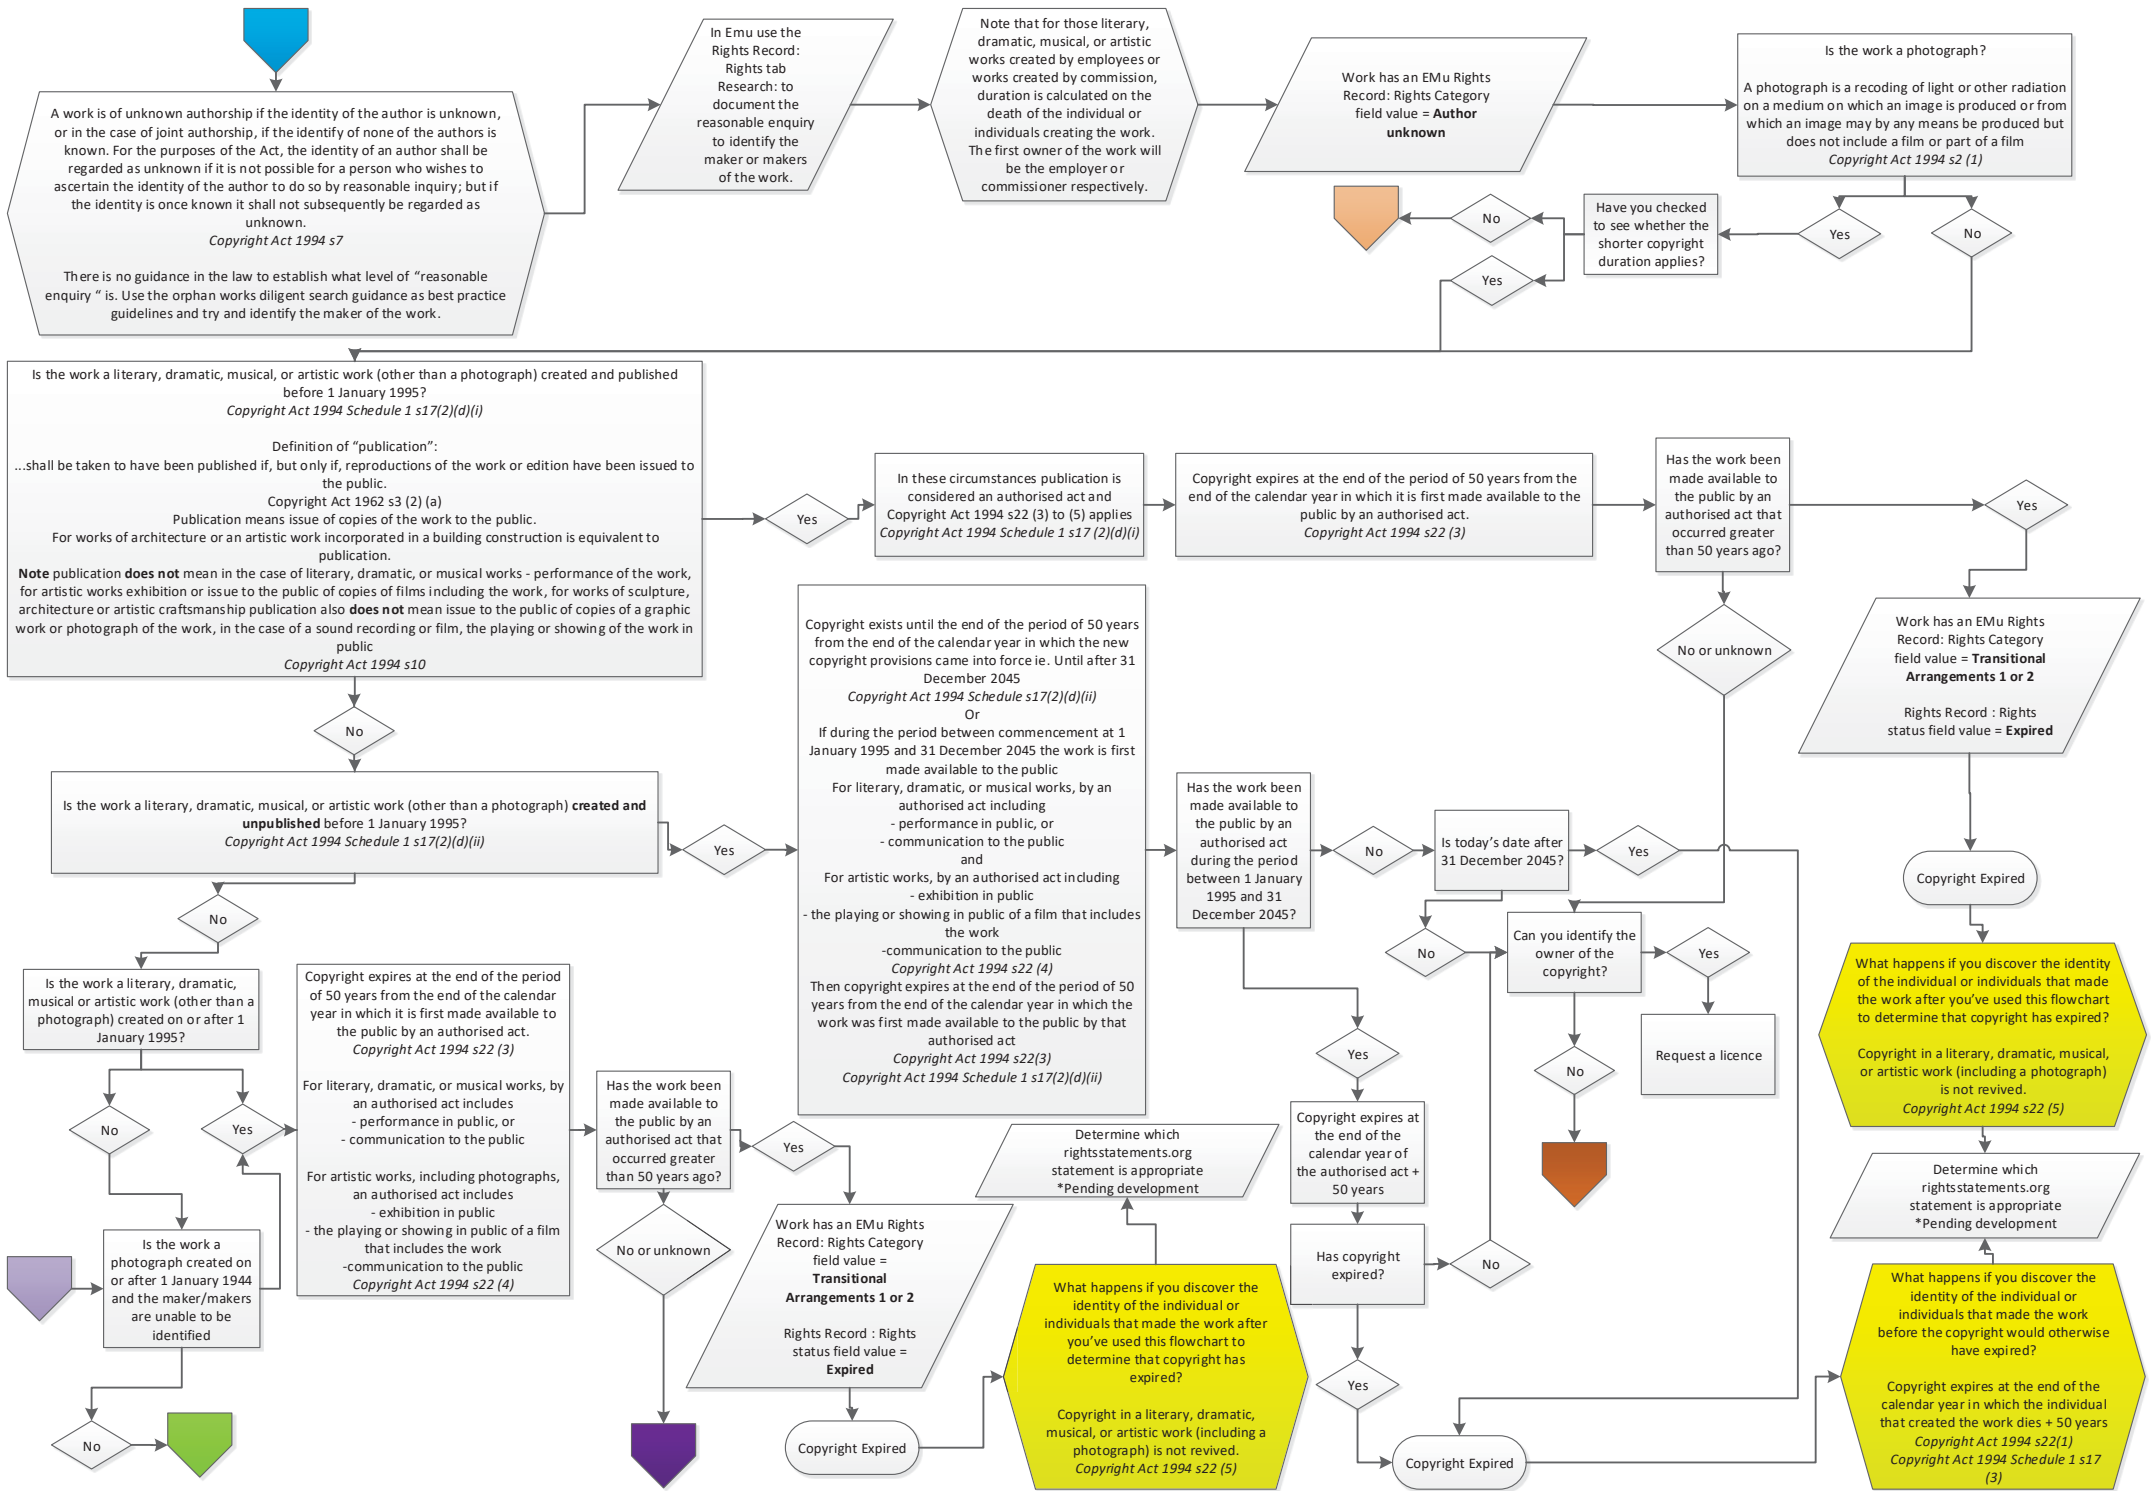 A work is of unknown authorship if the identity of the author is unknown,
or in the case of joint authorship, if the identify of none of the authors is
known. For the purposes of the Act, the identity of an author shall be
regarded as unknown if it is not possible for a person who wishes to
ascertain the identity of the author to do so by reasonable inquiry; but if
the identity is once known it shall not subsequently be regarded as
unknown.
Copyright Act 1994 s7
There is no guidance in the law to establish what level of “reasonable
enquiry “ is. Use the orphan works diligent search guidance as best practice
guidelines and try and identify the maker of the work.
In Emu use the
Rights Record:
Rights tab
Research: to
document the
reasonable enquiry
to identify the
maker or makers
of the work.
Note that for those literary,
dramatic, musical, or artistic
works created by employees or
works created by commission,
duration is calculated on the
death of the individual or
individuals creating the work.
The first owner of the work will
be the employer or
commissioner respectively.
Work has an EMu Rights
Record: Rights Category
field value = Author
unknown
Is the work a photograph?
A photograph is a recoding of light or other radiation
on a medium on which an image is produced or from
which an image may by any means be produced but
does not include a film or part of a film
Copyright Act 1994 s2 (1)
Yes
No
Have you checked
to see whether the
shorter copyright
duration applies?
No
Yes
Is the work a literary, dramatic, musical, or artistic work (other than a photograph) created and published
before 1 January 1995?
Copyright Act 1994 Schedule 1 s17(2)(d)(i)
Definition of “publication”:
...shall be taken to have been published if, but only if, reproductions of the work or edition have been issued to
the public.
Copyright Act 1962 s3 (2) (a)
Publication means issue of copies of the work to the public.
For works of architecture or an artistic work incorporated in a building construction is equivalent to
publication.
Note publication does not mean in the case of literary, dramatic, or musical works - performance of the work,
for artistic works exhibition or issue to the public of copies of films including the work, for works of sculpture,
architecture or artistic craftsmanship publication also does not mean issue to the public of copies of a graphic
work or photograph of the work, in the case of a sound recording or film, the playing or showing of the work in
public
Copyright Act 1994 s10
Yes
In these circumstances publication is
considered an authorised act and
Copyright Act 1994 s22 (3) to (5) applies
Copyright Act 1994 Schedule 1 s17 (2)(d)(i)
Copyright expires at the end of the period of 50 years from the
end of the calendar year in which it is first made available to the
public by an authorised act.
Copyright Act 1994 s22 (3)
Has the work been
made available to
the public by an
authorised act that
occurred greater
than 50 years ago?
Yes
No or unknown
Work has an EMu Rights
Record: Rights Category
field value = Transitional
Arrangements 1 or 2
Rights Record : Rights
status field value = Expired
Copyright Expired
What happens if you discover the identity
of the individual or individuals that made
the work after you’ve used this flowchart
to determine that copyright has expired?
Copyright in a literary, dramatic, musical,
or artistic work (including a photograph)
is not revived.
Copyright Act 1994 s22 (5)
Determine which
rightsstatements.org
statement is appropriate
*Pending development
No
Is the work a literary, dramatic, musical, or artistic work (other than a photograph) created and
unpublished before 1 January 1995?
Copyright Act 1994 Schedule 1 s17(2)(d)(ii)
Yes
Copyright exists until the end of the period of 50 years
from the end of the calendar year in which the new
copyright provisions came into force ie. Until after 31
December 2045
Copyright Act 1994 Schedule s17(2)(d)(ii)
Or
If during the period between commencement at 1
January 1995 and 31 December 2045 the work is first
made available to the public
For literary, dramatic, or musical works, by an
authorised act including
- performance in public, or
- communication to the public
and
For artistic works, by an authorised act including
- exhibition in public
- the playing or showing in public of a film that includes
the work
-communication to the public
Copyright Act 1994 s22 (4)
Then copyright expires at the end of the period of 50
years from the end of the calendar year in which the
work was first made available to the public by that
authorised act
Copyright Act 1994 s22(3)
Copyright Act 1994 Schedule 1 s17(2)(d)(ii)
Has the work been
made available to
the public by an
authorised act
during the period
between 1 January
1995 and 31
December 2045?
No
Is today’s date after
31 December 2045?
Yes
No
Can you identify the
owner of the
copyright?
Yes
Request a licence
No
Yes
Copyright expires at
the end of the
calendar year of
the authorised act +
50 years
Has copyright
expired?
No
Yes
Copyright Expired
What happens if you discover the
identity of the individual or
individuals that made the work
before the copyright would otherwise
have expired?
Copyright expires at the end of the
calendar year in which the individual
that created the work dies + 50 years
Copyright Act 1994 s22(1)
Copyright Act 1994 Schedule 1 s17
(3)
No
Is the work a literary, dramatic,
musical or artistic work (other than a
photograph) created on or after 1
January 1995?
No
Yes
Is the work a
photograph created on
or after 1 January 1944
and the maker/makers
are unable to be
identified
No
Copyright expires at the end of the period
of 50 years from the end of the calendar
year in which it is first made available to
the public by an authorised act.
Copyright Act 1994 s22 (3)
For literary, dramatic, or musical works, by
an authorised act includes
- performance in public, or
- communication to the public
For artistic works, including photographs,
an authorised act includes
- exhibition in public
- the playing or showing in public of a film
that includes the work
-communication to the public
Copyright Act 1994 s22 (4)
Has the work been
made available to
the public by an
authorised act that
occurred greater
than 50 years ago?
Yes
No or unknown
Work has an EMu Rights
Record: Rights Category
field value =
Transitional
Arrangements 1 or 2
Rights Record : Rights
status field value =
Expired
Copyright Expired
What happens if you discover the
identity of the individual or
individuals that made the work after
you’ve used this flowchart to
determine that copyright has
expired?
Copyright in a literary, dramatic,
musical, or artistic work (including a
photograph) is not revived.
Copyright Act 1994 s22 (5)
Determine which
rightsstatements.org
statement is appropriate
*Pending development